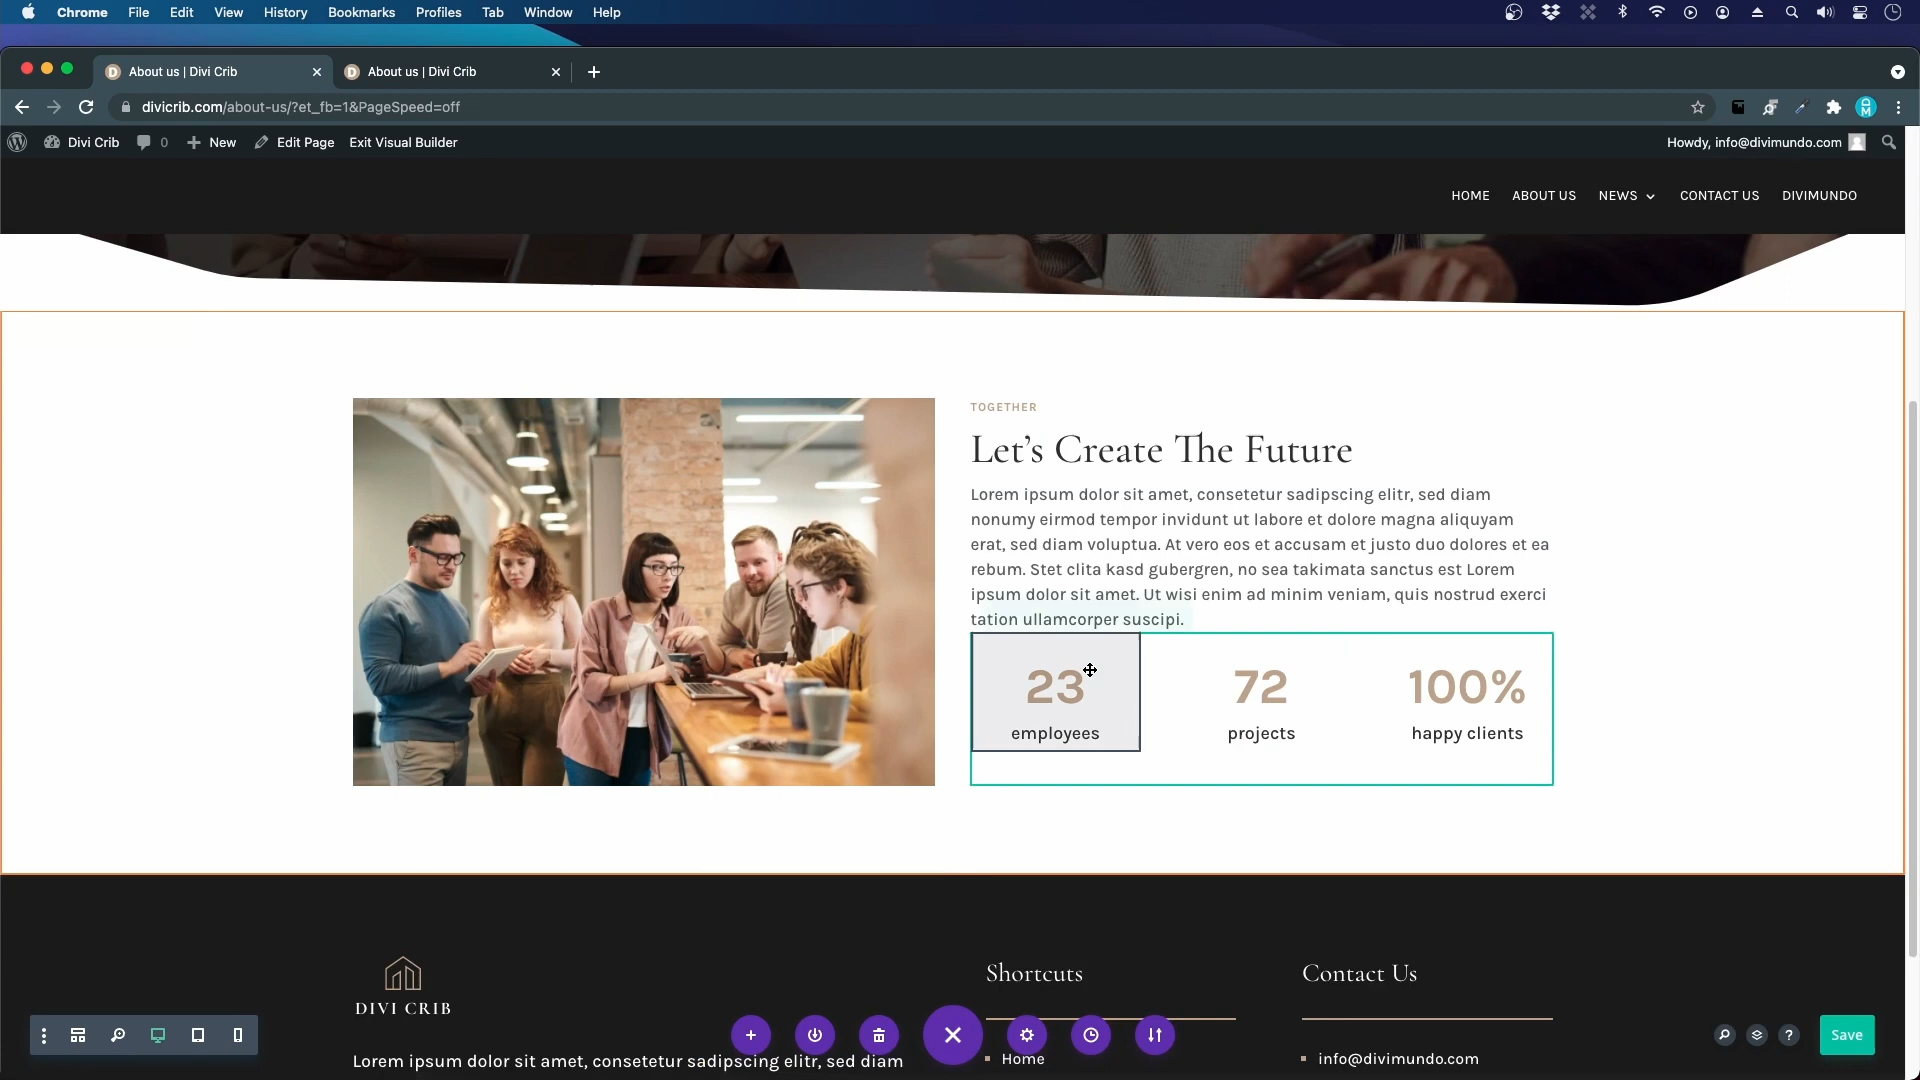 Chrome File Edit View History Bookmarks Profiles Tab Window Help
D About us | Divi Crib
D About us | Divi Crib
divicrib.com/about-us/?et_fb=1&PageSpeed=off
Divi Crib 0 New Edit Page Exit Visual Builder
Howdy, info@divimundo.com
HOME ABOUT US NEWS CONTACT US DIVIMUNDO
TOGETHER
Let's Create The Future
Lorem ipsum dolor sit amet, consetetur sadipscing elitr, sed diam
nonumy eirmod tempor invidunt ut labore et dolore magna aliquyam
erat, sed diam voluptua. At vero eos et accusam et justo duo dolores et ea
rebum. Stet clita kasd gubergren, no sea takimata sanctus est Lorem
ipsum dolor sit amet. Ut wisi enim ad minim veniam, quis nostrud exerci
tation ullamcorper suscipi.
23 72 100%
employees projects happy clients
DIVI CRIB
Lorem ipsum dolor sit amet, consetetur sadipscing elitr, sed diam
Shortcuts
Home
Contact Us
info@divimundo.com
? Save